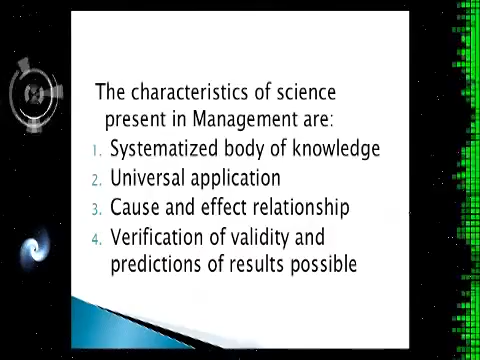 The characteristics of science
present in Management are:
1. Systematized body of knowledge
2. Universal application
3. Cause and effect relationship
4. Verification of validity and
predictions of results possible